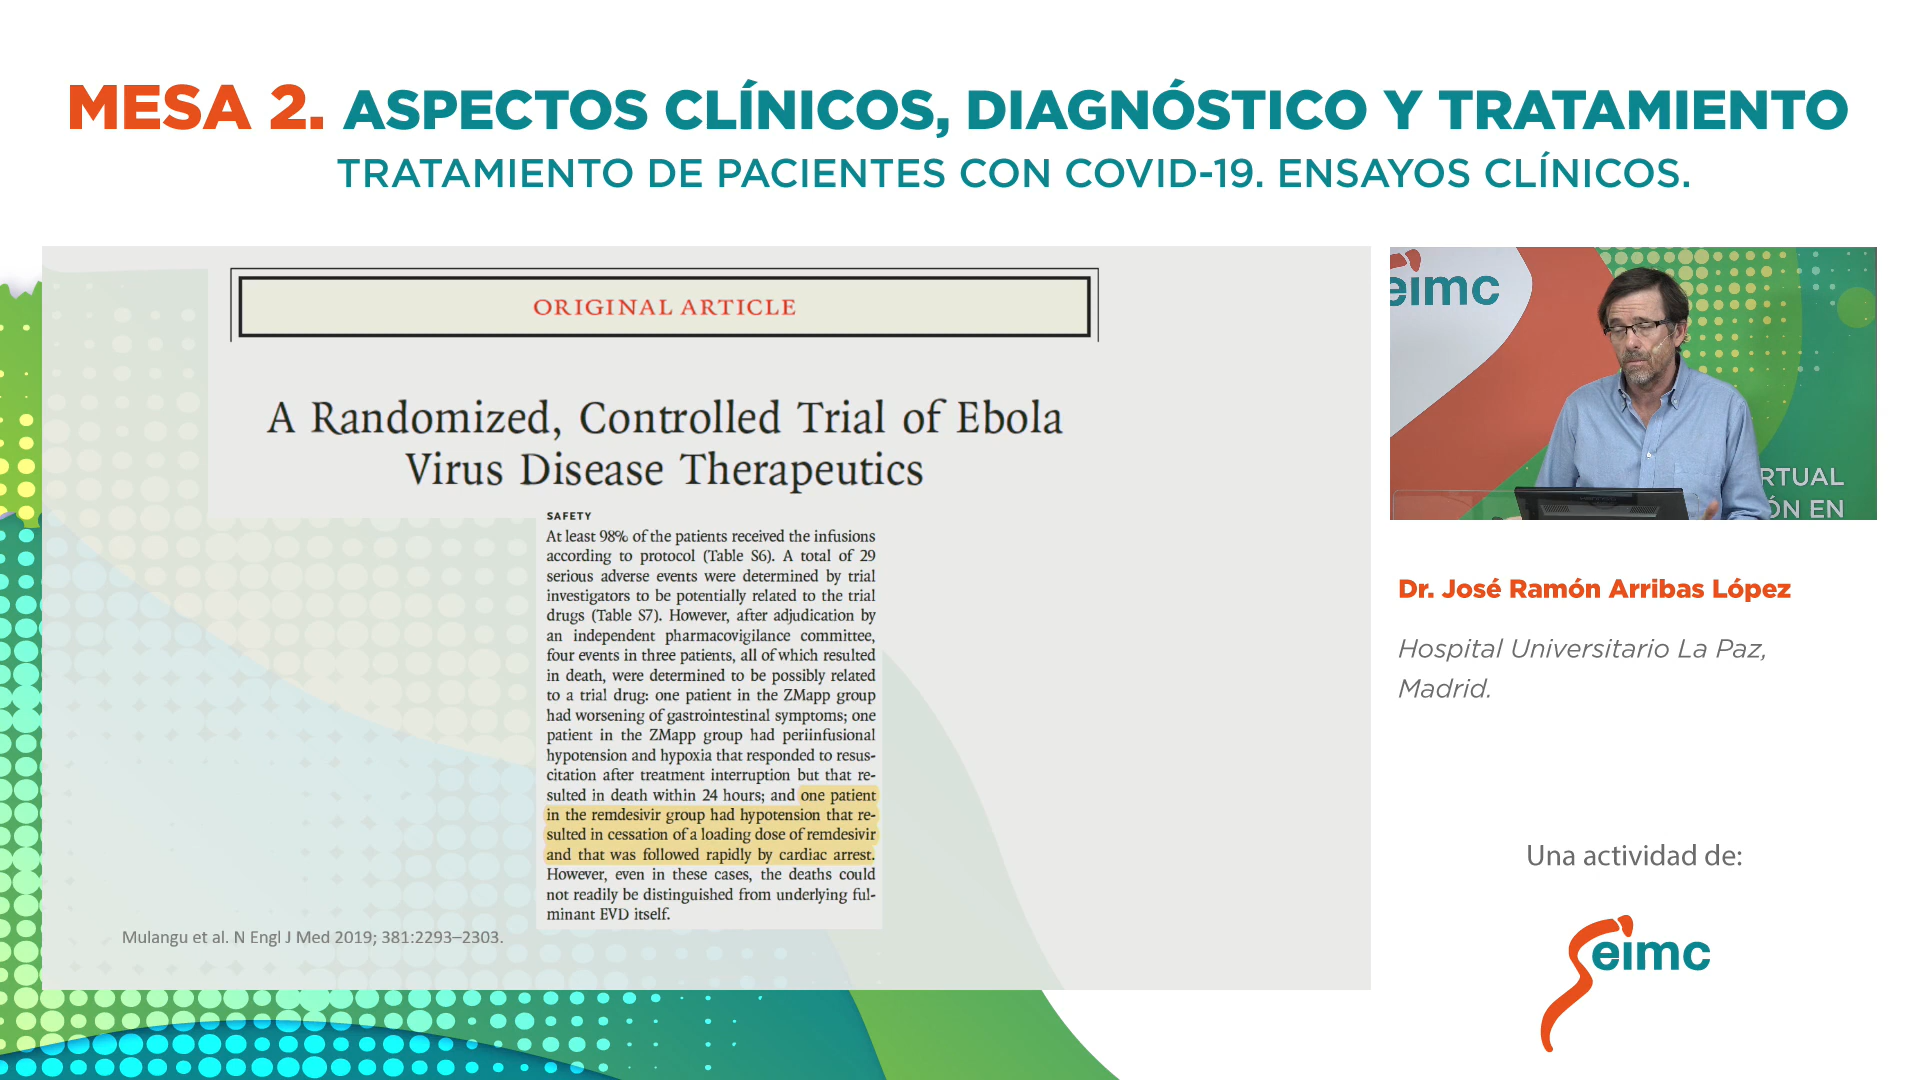 MESA 2. ASPECTOS CLÍNICOS, DIAGNÓSTICO Y TRATAMIENTO
TRATAMIENTO DE PACIENTES CON COVID-19. ENSAYOS CLÍNICOS.
ORIGINAL ARTICLE
A Randomized, Controlled Trial of Ebola
Virus Disease Therapeutics
SAFETY
At least 98% of the patients received the infusions
according to protocol (Table S6). A total of 29
serious adverse events were determined by trial
investigators to be potentially related to the trial
drugs (Table S7). However, after adjudication by
an independent pharmacovigilance committee,
four events in three patients, all of which resulted
in death, were determined to be possibly related
to a trial drug: one patient in the ZMapp group
had worsening of gastrointestinal symptoms; one
patient in the ZMapp group had periinfusional
hypotension and hypoxia that responded to resus-
citation after treatment interruption but that re-
sulted in death within 24 hours; and one patient
in the remdesivir group had hypotension that re-
sulted in cessation of a loading dose of remdesivir
and that was followed rapidly by cardiac arrest.
However, even in these cases, the deaths could
not readily be distinguished from underlying ful-
minant EVD itself.
Mulangu et al. N Engl J Med 2019; 381:2293–2303.
eimc
RTUAL
ÓN EN
Dr. José Ramón Arribas López
Hospital Universitario La Paz,
Madrid.
Una actividad de:
Seimc